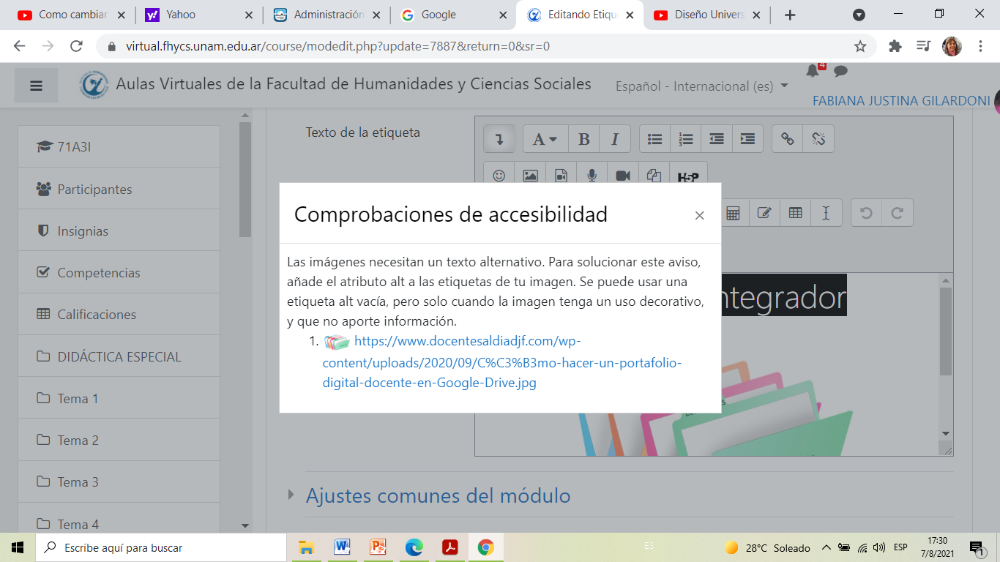 Como cambiar
Yahoo
Administración
Google
Editando Etiqu
Diseño Univers
virtual.fhycs.unam.edu.ar/course/modedit.php?update=7887&return=0&sr=0
Aulas Virtuales de la Facultad de Humanidades y Ciencias Sociales
Español - Internacional (es)
4
FABIANA JUSTINA GILARDONI
71A3I
Participantes
Insignias
Competencias
Calificaciones
DIDÁCTICA ESPECIAL
Tema 1
Tema 2
Tema 3
Tema 4
Texto de la etiqueta
A B I
H5P
Comprobaciones de accesibilidad
Las imágenes necesitan un texto alternativo. Para solucionar este aviso,
añade el atributo alt a las etiquetas de tu imagen. Se puede usar una
etiqueta alt vacía, pero solo cuando la imagen tenga un uso decorativo,
y que no aporte información.
1. https://www.docentesaldiadjf.com/wp-
content/uploads/2020/09/C%C3%B3mo-hacer-un-portafolio-
digital-docente-en-Google-Drive.jpg
ntegrador
Ajustes comunes del módulo
Escribe aquí para buscar
ES
28°C Soleado
ESP
17:30
7/8/2021
1